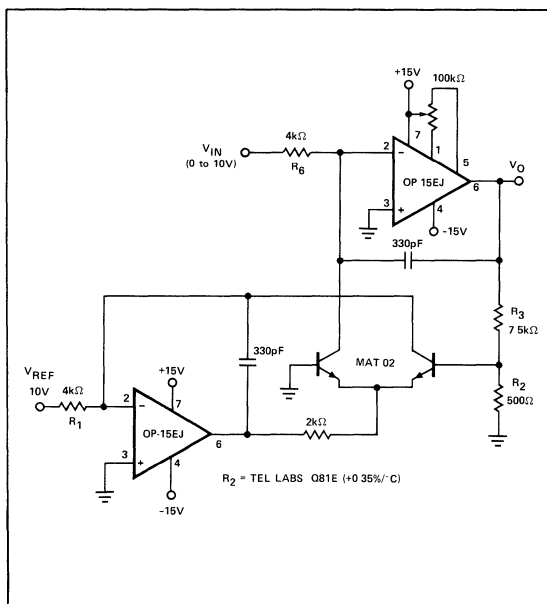 +15V
100kΩ
7
1
5
VIN
(0 to 10V)
4kΩ
R6
2
−
OP 15EJ
6
VO
3
+
4
-15V
330pF
R3
7 5kΩ
330pF
MAT 02
R2
500Ω
VREF
10V
4kΩ
R1
+15V
2
−
7
OP-15EJ
6
2kΩ
3
+
4
-15V
R2 = TEL LABS Q81E (+0 35%/-C)